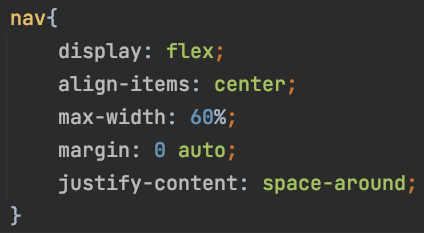 nav{
    display: flex;
    align-items: center;
    max-width: 60%;
    margin: 0 auto;
    justify-content: space-around;
}